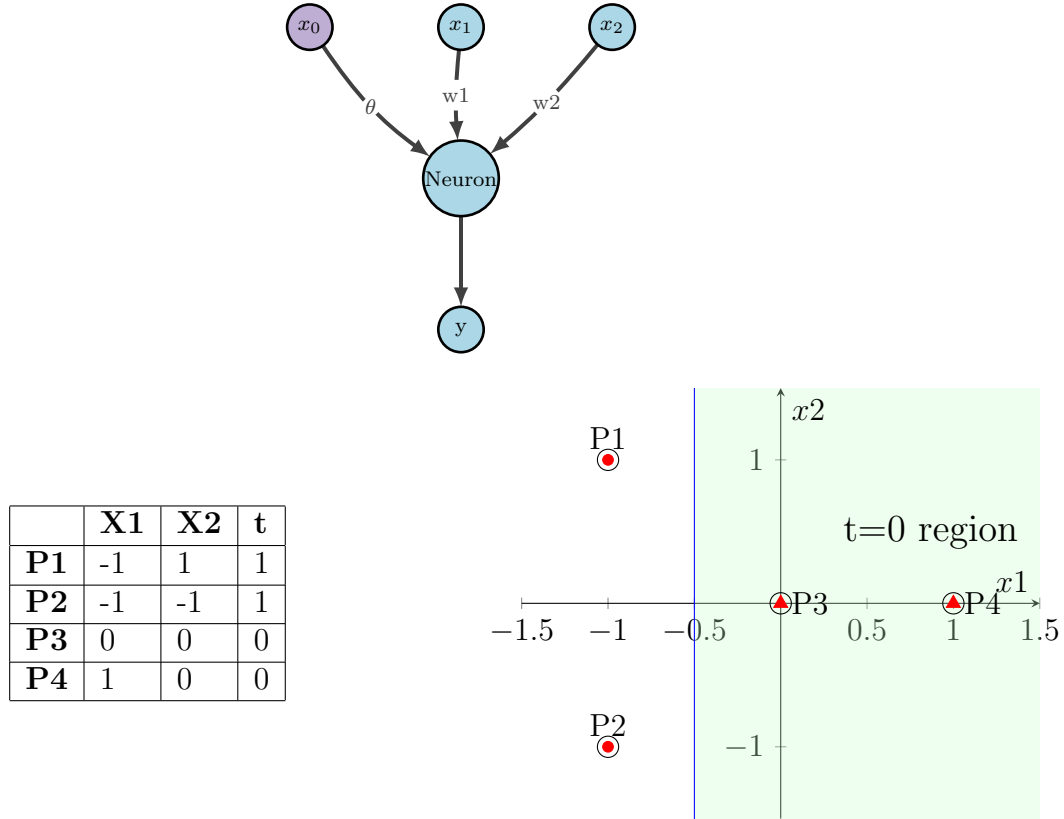 x0 x1 x2
θ w1 w2
Neuron
y
X1 X2 t
P1 -1 1 1
P2 -1 -1 1
P3 0 0 0
P4 1 0 0
x2
P1
1
t=0 region
x1
P3 P4
−1.5 −1 −0.5 0.5 1 1.5
P2
−1